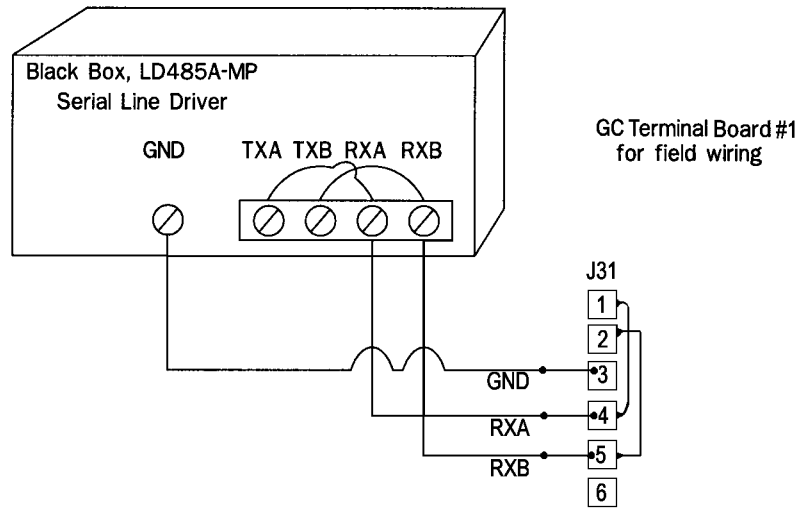 Black Box, LD485A-MP
Serial Line Driver
GND TXA TXB RXA RXB
GC Terminal Board #1
for field wiring
J31
1
2
GND 3
RXA 4
RXB 5
6